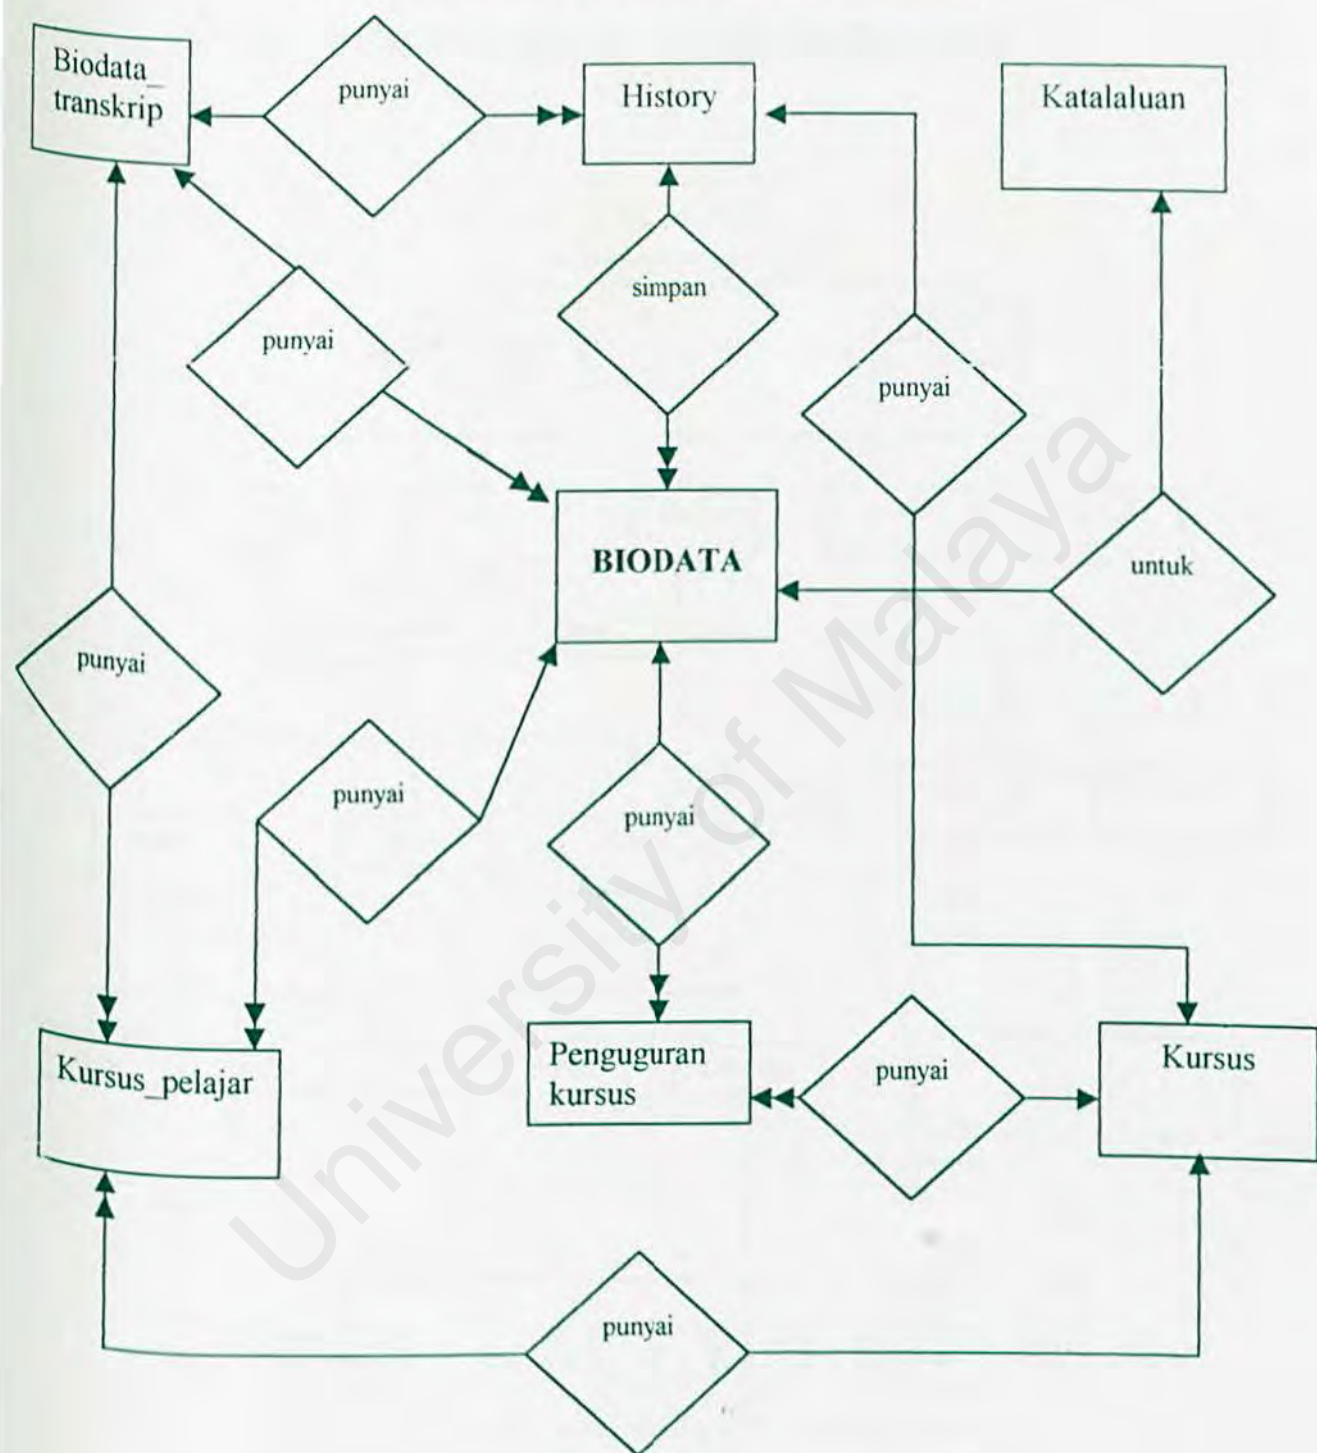 Biodata_
transkrip
punyai
History
Katalaluan
simpan
punyai
punyai
BIODATA
untuk
punyai
punyai
punyai
Kursus_pelajar
Penguguran
kursus
punyai
Kursus
punyai
University of Malaya